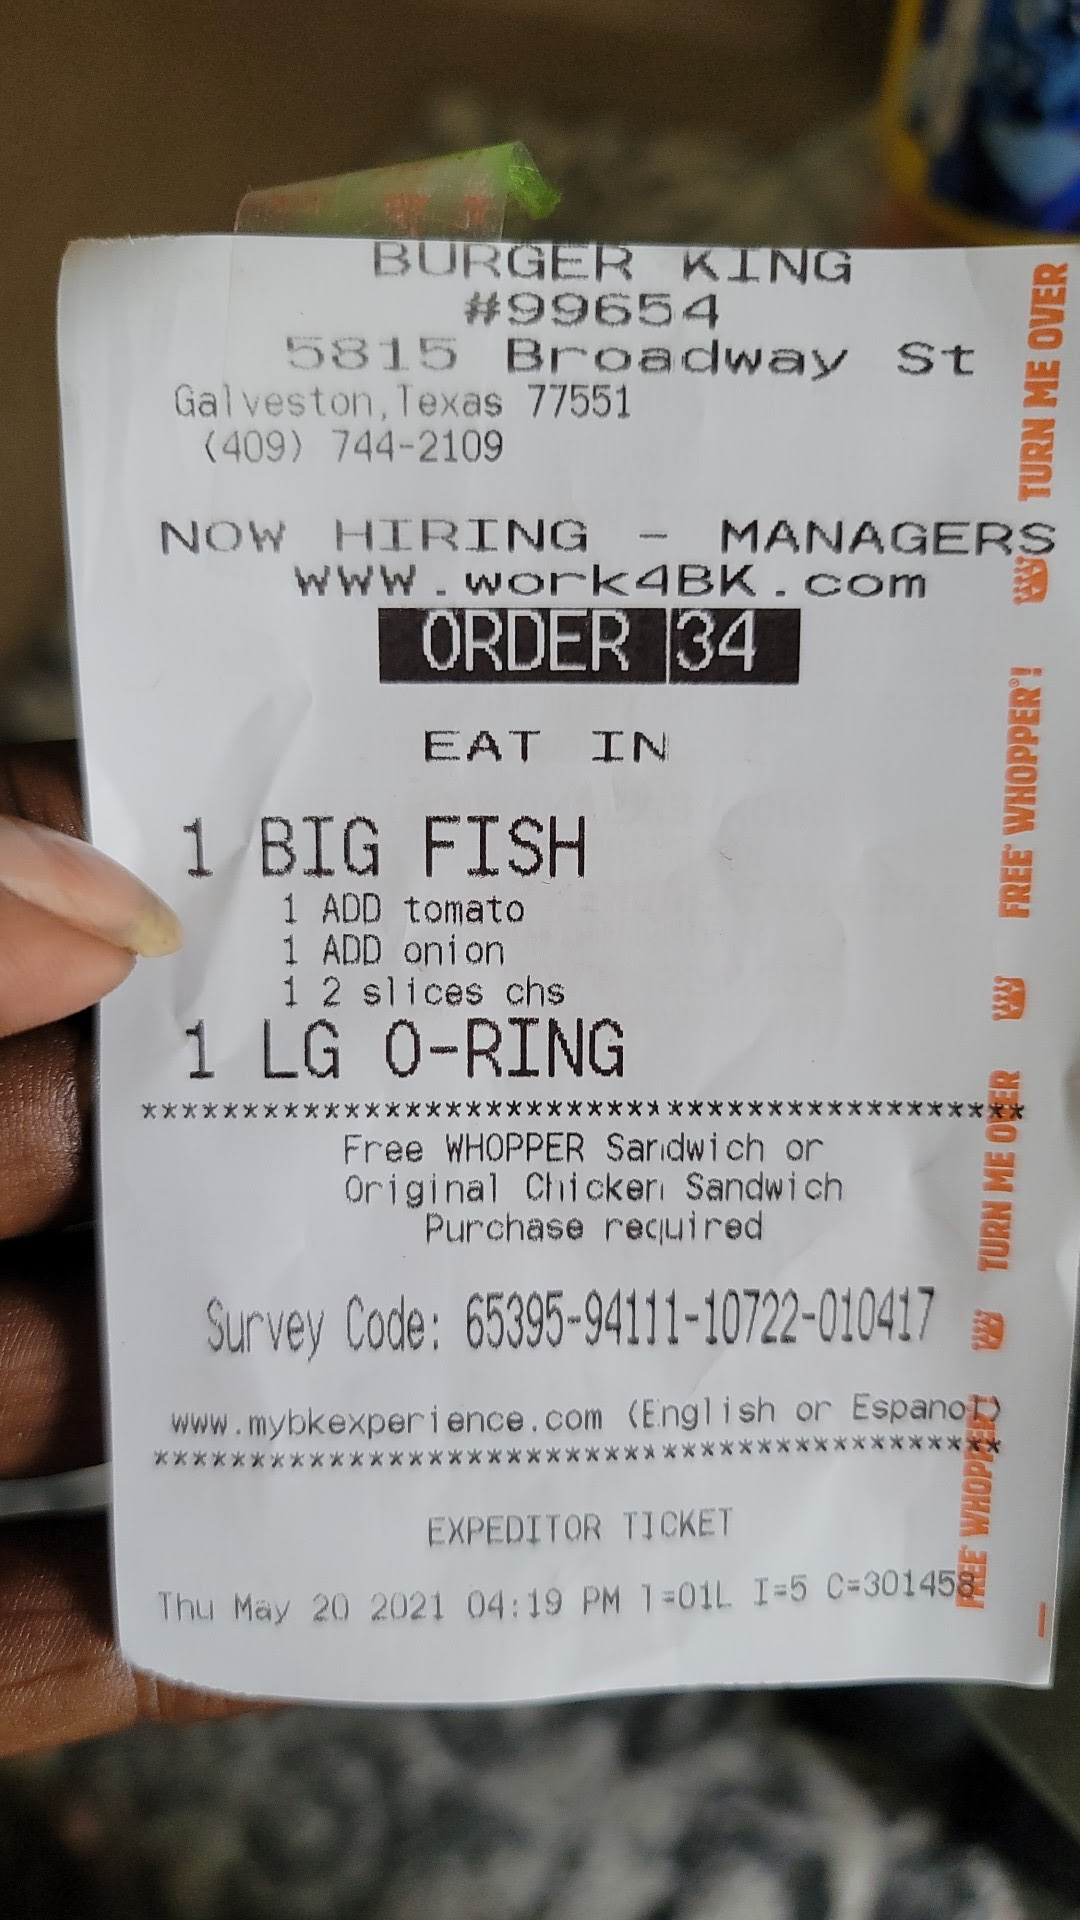 BURGER KING
#99654
5815 Broadway St
Galveston,Texas 77551
(409) 744-2109
NOW HIRING - MANAGERS
www.work4BK.com
ORDER 34
EAT IN
1 BIG FISH
1 ADD tomato
1 ADD onion
1 2 slices chs
1 LG O-RING
*******************************************
Free WHOPPER Sandwich or
Original Chicken Sandwich
Purchase required
Survey Code: 65395-94111-10722-010417
www.mybkexperience.com (English or Espanol)
*******************************************
EXPEDITOR TICKET
Thu May 20 2021 04:19 PM T=01L I=5 C=301458
TURN ME OVER
FREE WHOPPER®!
TURN ME OVER
FREE WHOPPER®!